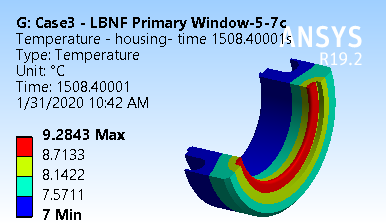 G: Case3 - LBNF Primary Window-5-7c
Temperature - housing- time 1508.40001s
Type: Temperature
Unit: °C
Time: 1508.40001
1/31/2020 10:42 AM
ANSYS
R19.2
9.2843 Max
8.7133
8.1422
7.5711
7 Min